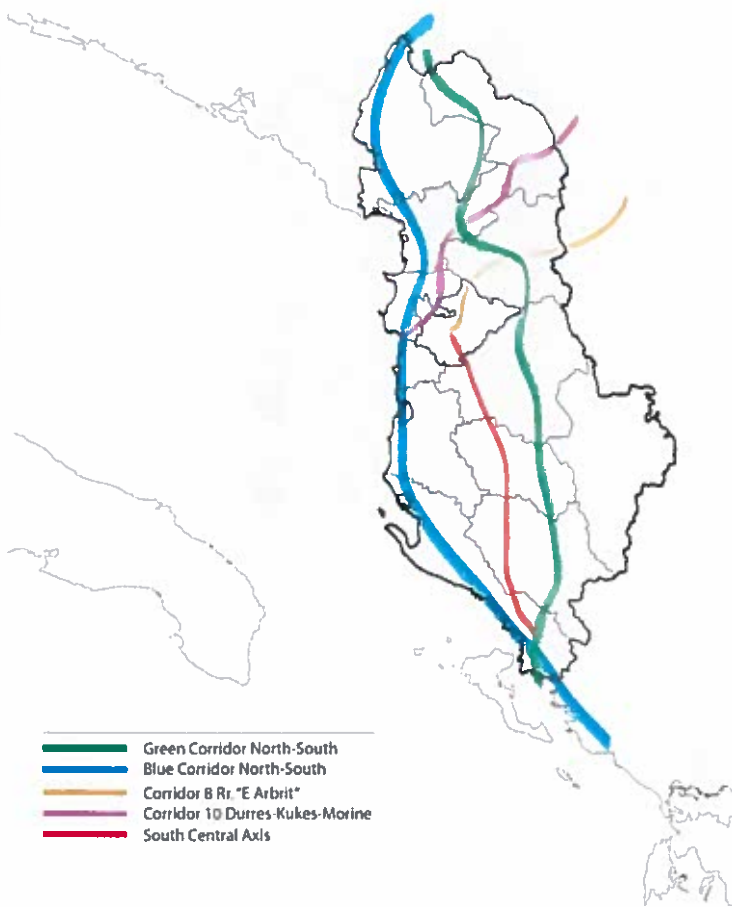 Green Corridor North-South
Blue Corridor North-South
Corridor 8 Rr. "E Arbrit"
Corridor 10 Durres-Kukes-Morine
South Central Axis